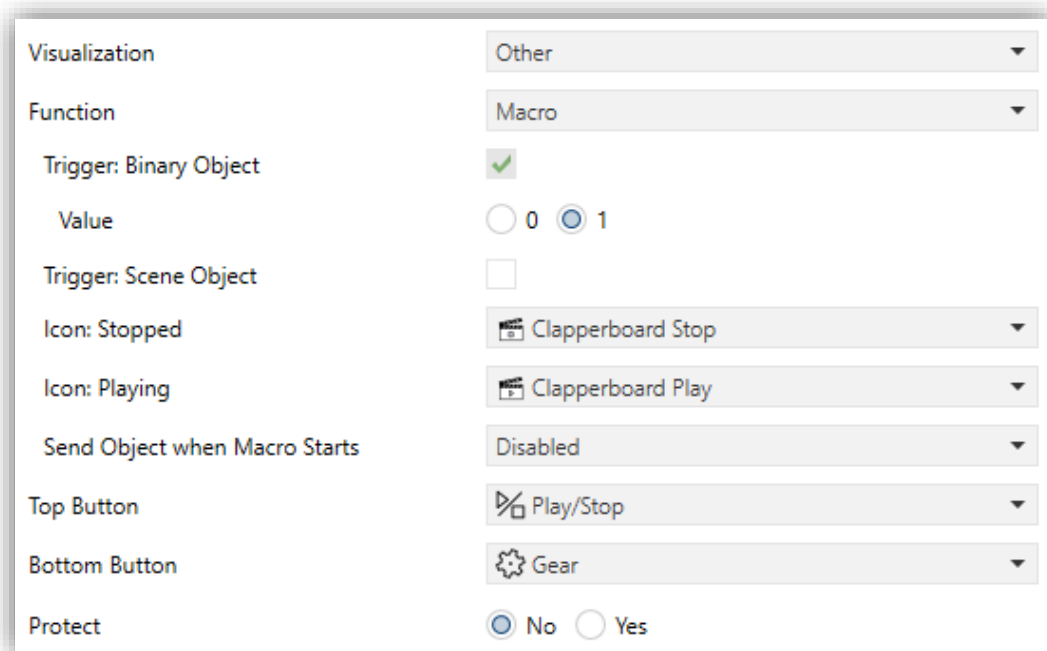 Visualization Other
Function Macro
Trigger: Binary Object
Value 0 1
Trigger: Scene Object
Icon: Stopped Clapperboard Stop
Icon: Playing Clapperboard Play
Send Object when Macro Starts Disabled
Top Button Play/Stop
Bottom Button Gear
Protect No Yes